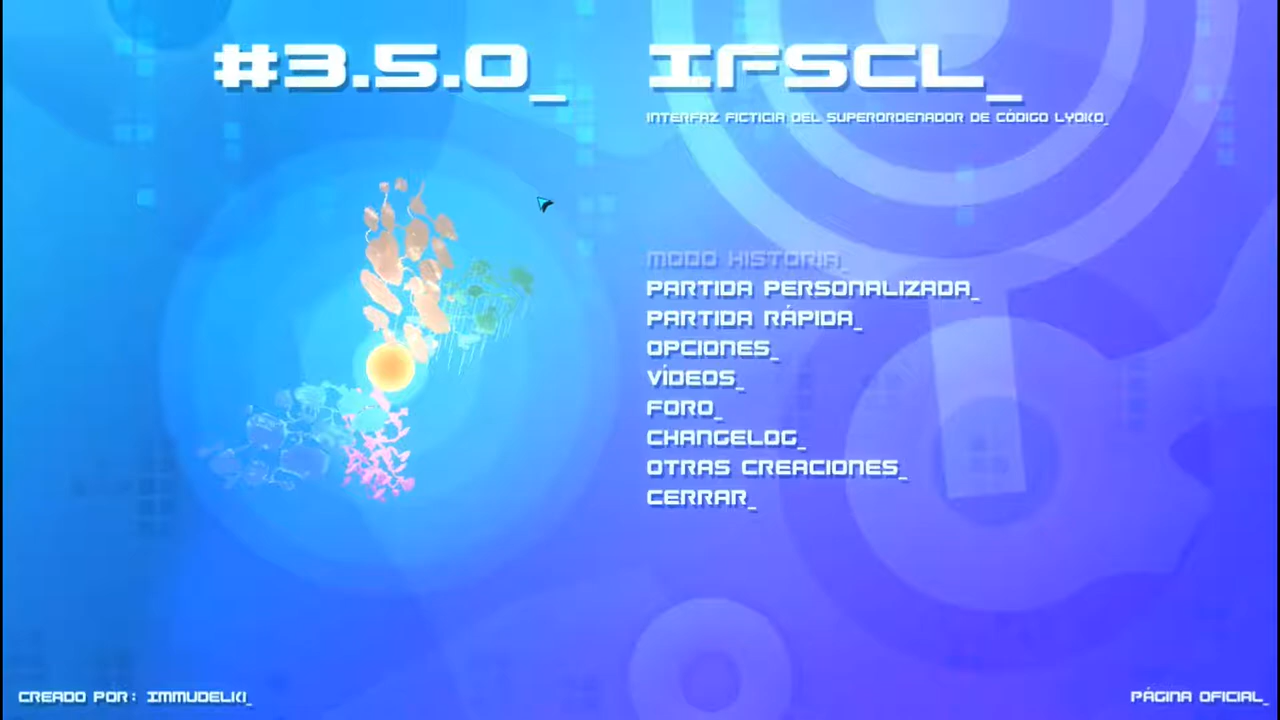 #3.5.0_ IFSCL_
INTERFAZ FICTICIA DEL SUPERORDENADOR DE CÓDIGO LYOKO_
MODO HISTORIA_
PARTIDA PERSONALIZADA_
PARTIDA RÁPIDA_
OPCIONES_
VÍDEOS_
FORO_
CHANGELOG_
OTRAS CREACIONES_
CERRAR_
CREADO POR: IMMUDELKI_
PÁGINA OFICIAL_